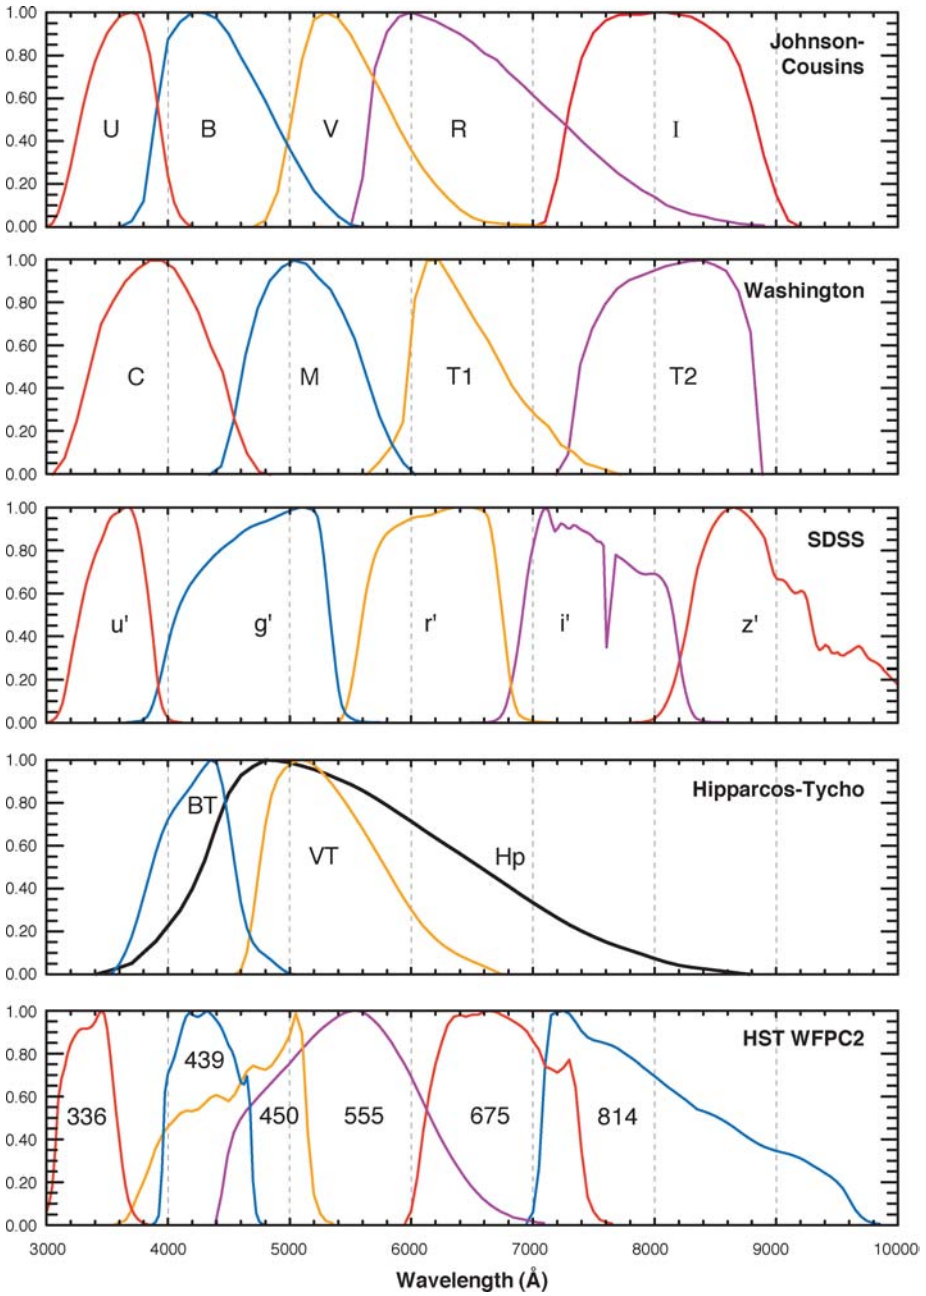 1.00
0.80
0.60
0.40
0.20
0.00
U
B
V
R
I
Johnson-
Cousins
1.00
0.80
0.60
0.40
0.20
0.00
C
M
T1
T2
Washington
1.00
0.80
0.60
0.40
0.20
0.00
u'
g'
r'
i'
z'
SDSS
1.00
0.80
0.60
0.40
0.20
0.00
BT
VT
Hp
Hipparcos-Tycho
1.00
0.80
0.60
0.40
0.20
0.00
336
439
450
555
675
814
HST WFPC2
3000 4000 5000 6000 7000 8000 9000 10000
Wavelength (Å)